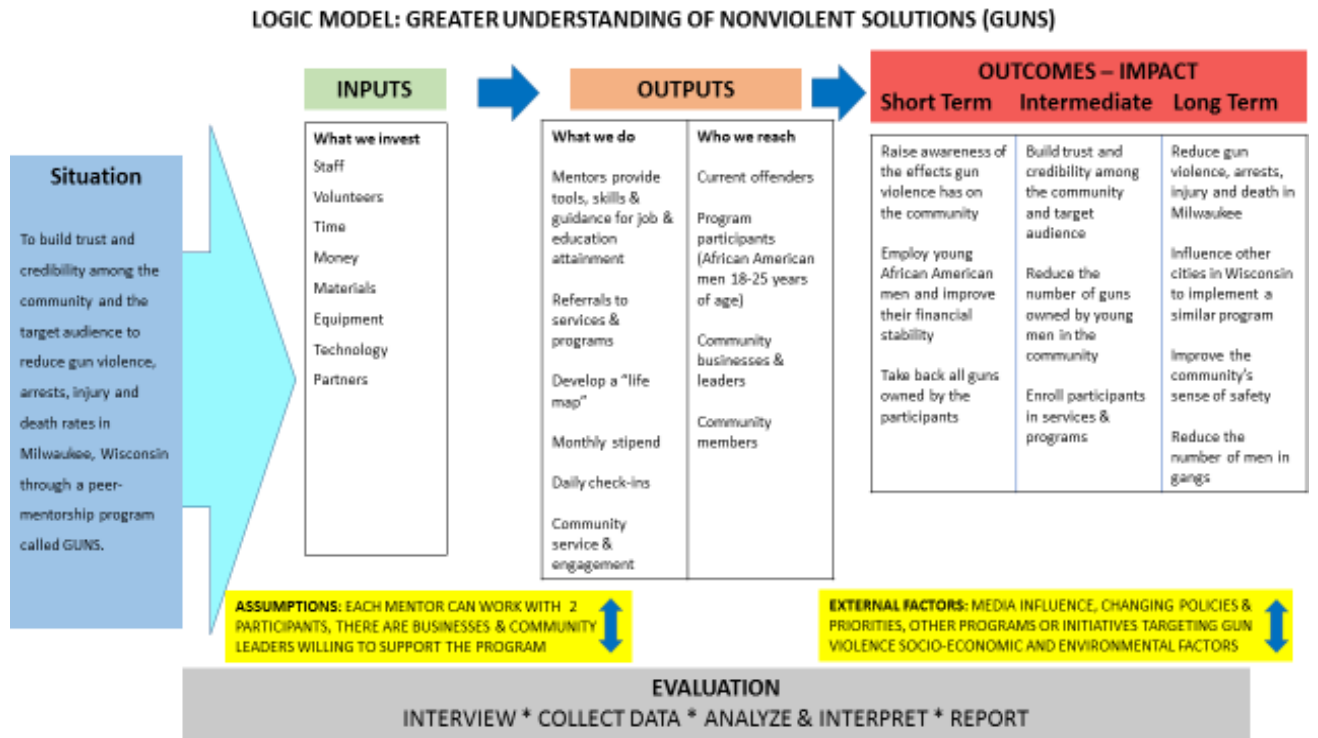 LOGIC MODEL: GREATER UNDERSTANDING OF NONVIOLENT SOLUTIONS (GUNS)
Situation
To build trust and
credibility among the
community and the
target audience to
reduce gun violence,
arrests, injury and
death rates in
Milwaukee, Wisconsin
through a peer-
mentorship program
called GUNS.
INPUTS
What we invest
Staff
Volunteers
Time
Money
Materials
Equipment
Technology
Partners
OUTPUTS
What we do
Mentors provide
tools, skills &
guidance for job &
education
attainment
Referrals to
services &
programs
Develop a "life
map"
Monthly stipend
Daily check-ins
Community
service &
engagement
Who we reach
Current offenders
Program
participants
(African American
men 18-25 years
of age)
Community
businesses &
leaders
Community
members
OUTCOMES – IMPACT
Short Term
Raise awareness of
the effects gun
violence has on
the community
Employ young
African American
men and improve
their financial
stability
Take back all guns
owned by the
participants
Intermediate
Build trust and
credibility among
the community
and target
audience
Reduce the
number of guns
owned by young
men in the
community
Enroll participants
in services &
programs
Long Term
Reduce gun
violence, arrests,
injury and death in
Milwaukee
Influence other
cities in Wisconsin
to implement a
similar program
Improve the
community's
sense of safety
Reduce the
number of men in
gangs
ASSUMPTIONS: EACH MENTOR CAN WORK WITH 2
PARTICIPANTS, THERE ARE BUSINESSES & COMMUNITY
LEADERS WILLING TO SUPPORT THE PROGRAM
EXTERNAL FACTORS: MEDIA INFLUENCE, CHANGING POLICIES &
PRIORITIES, OTHER PROGRAMS OR INITIATIVES TARGETING GUN
VIOLENCE SOCIO-ECONOMIC AND ENVIRONMENTAL FACTORS
EVALUATION
INTERVIEW * COLLECT DATA * ANALYZE & INTERPRET * REPORT